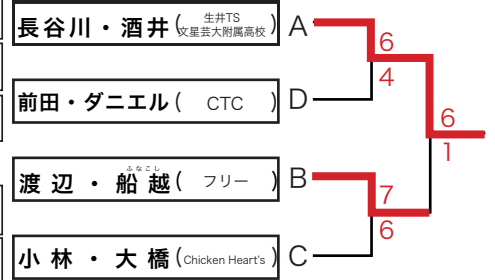 長谷川・酒井(生井TS 文星芸大附属高校) A
6
4
前田・ダニエル( CTC ) D
6
1
ふなこし
渡辺・船越( フリー ) B
7
6
小林・大橋(Chicken Heart's) C